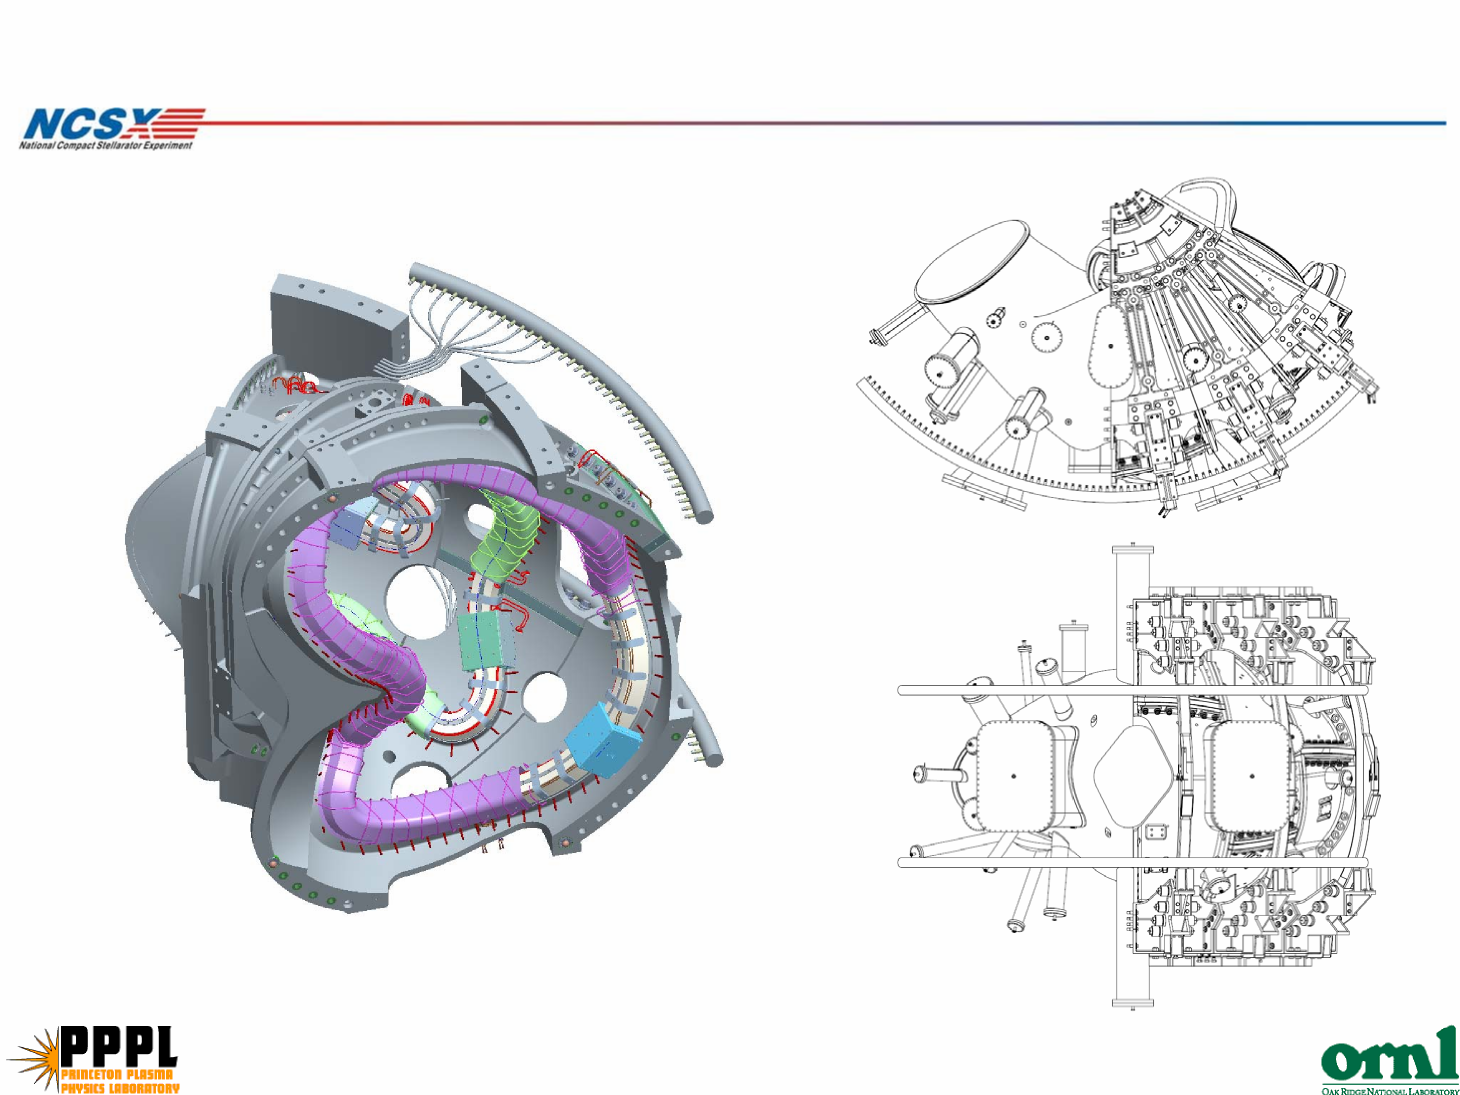 NCSX
National Compact Stellarator Experiment
PPPL
PRINCETON PLASMA
PHYSICS LABORATORY
ornl
OAK RIDGE NATIONAL LABORATORY